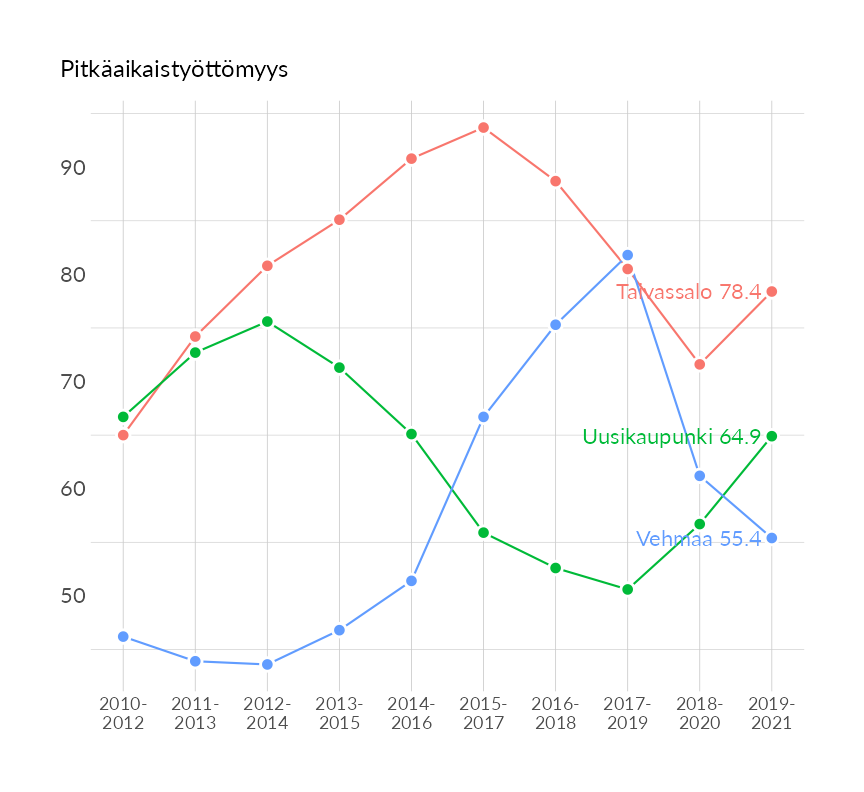 Pitkäaikaistyöttömyys
90
80
70
60
50
Taivassalo 78.4
Uusikaupunki 64.9
Vehmaa 55.4
2010- 2011- 2012- 2013- 2014- 2015- 2016- 2017- 2018- 2019-
2012 2013 2014 2015 2016 2017 2018 2019 2020 2021